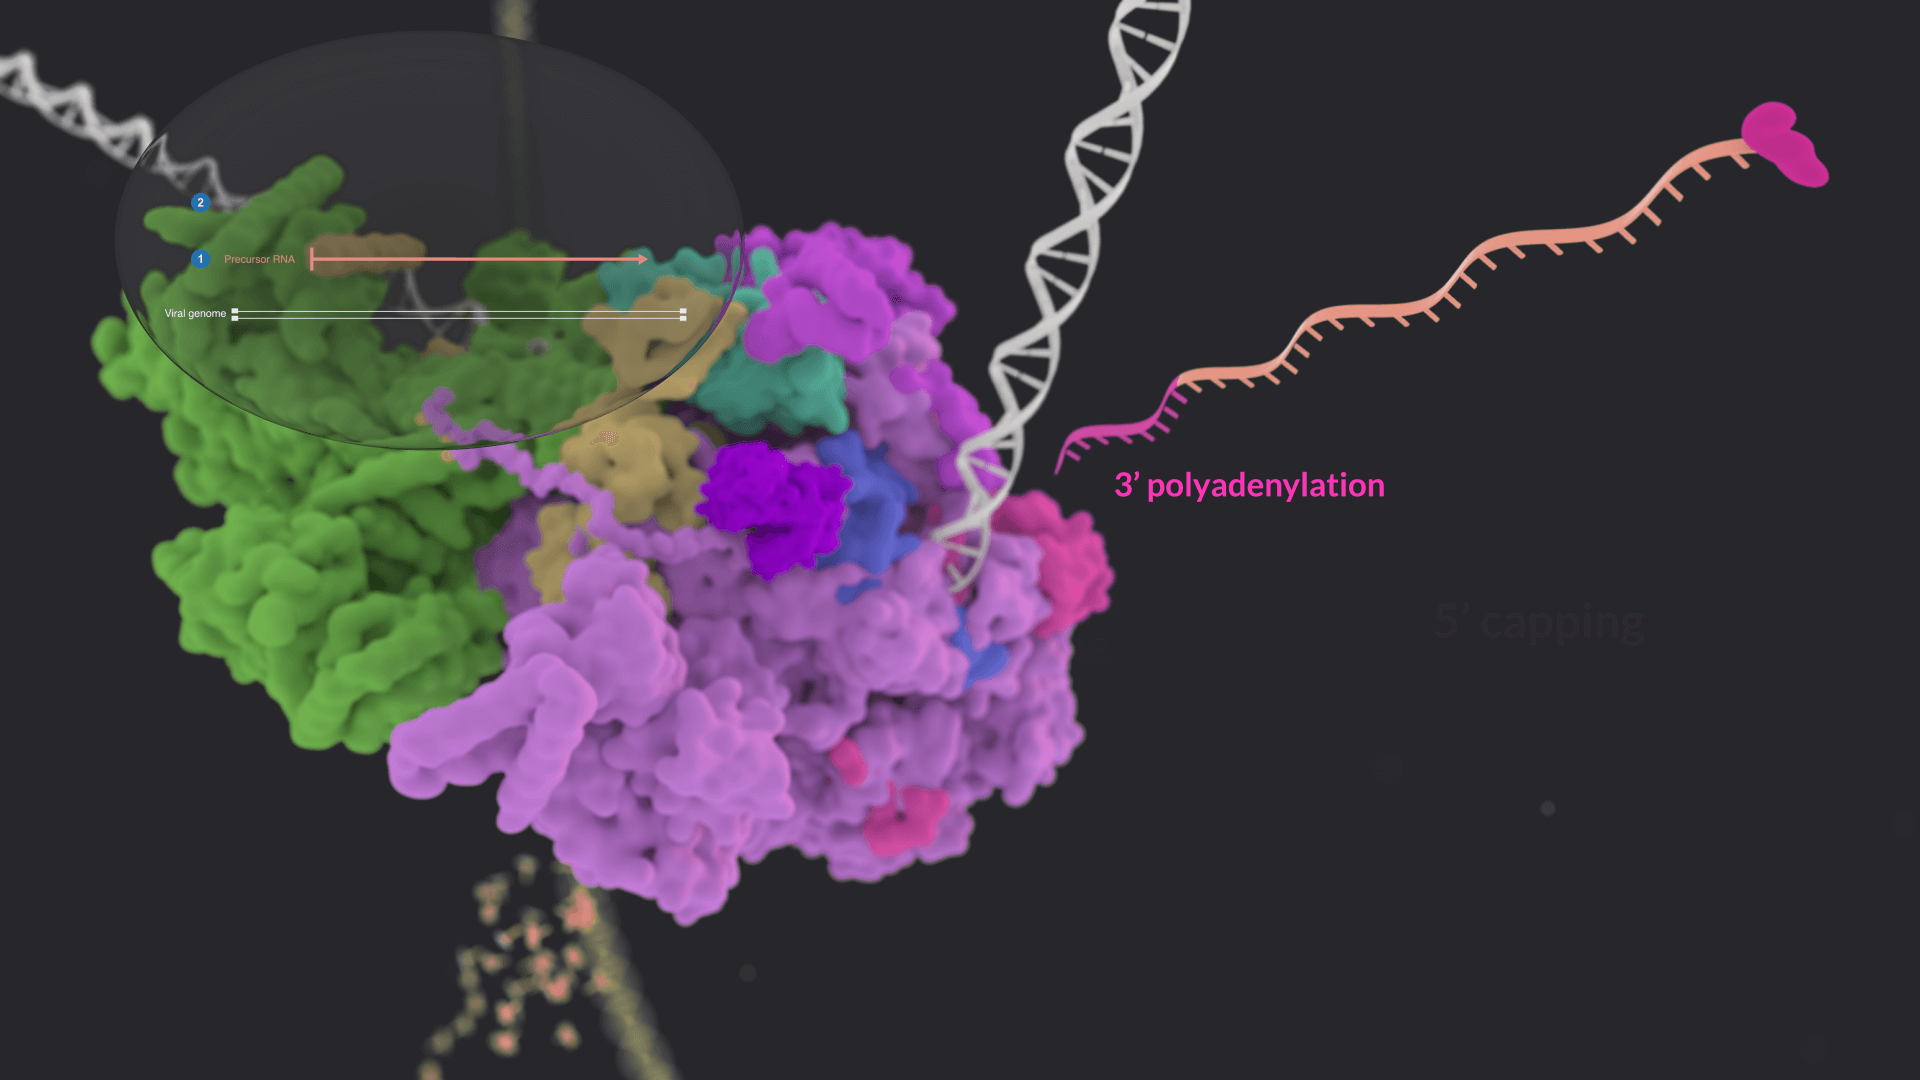 2
1 Precursor RNA
Viral genome
3’ polyadenylation
5’ capping